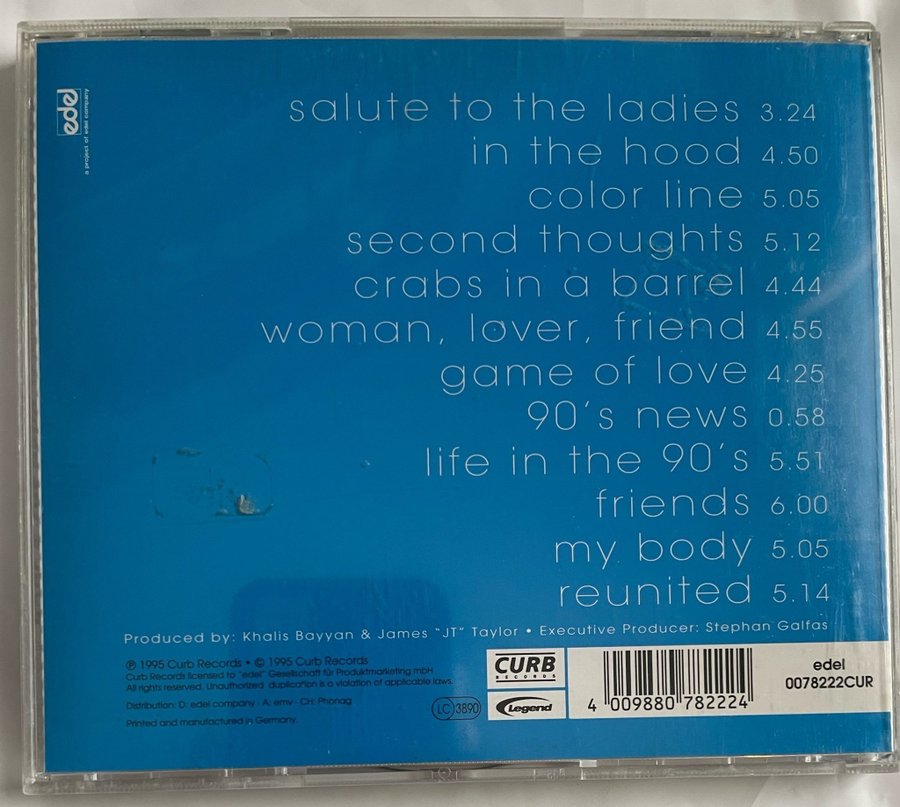 edel
a project of edel company
salute to the ladies 3.24
in the hood 4.50
color line 5.05
second thoughts 5.12
crabs in a barrel 4.44
woman, lover, friend 4.55
game of love 4.25
90's news 0.58
life in the 90's 5.51
friends 6.00
my body 5.05
reunited 5.14
Produced by: Khalis Bayyan & James "JT" Taylor • Executive Producer: Stephan Galfas
℗ 1995 Curb Records • © 1995 Curb Records
Curb Records licensed to "edel" Gesellschaft für Produktmarketing mbH
All rights reserved. Unauthorized duplication is a violation of applicable laws.
Distribution: D: edel company · A: emv · CH: Phonag
Printed and manufactured in Germany.
LC 3890
CURB
RECORDS
Legend
4 009880 782224
edel
0078222CUR